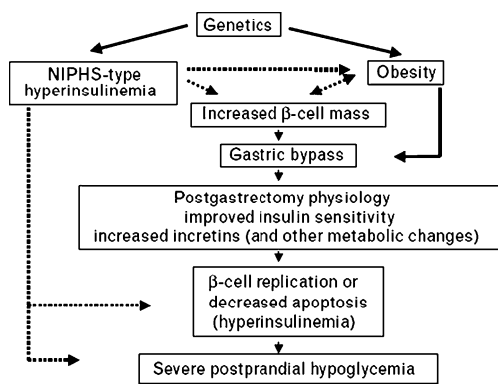 Genetics
NIPHS-type
hyperinsulinemia
Obesity
Increased β-cell mass
Gastric bypass
Postgastrectomy physiology
improved insulin sensitivity
increased incretins (and other metabolic changes)
β-cell replication or
decreased apoptosis
(hyperinsulinemia)
Severe postprandial hypoglycemia